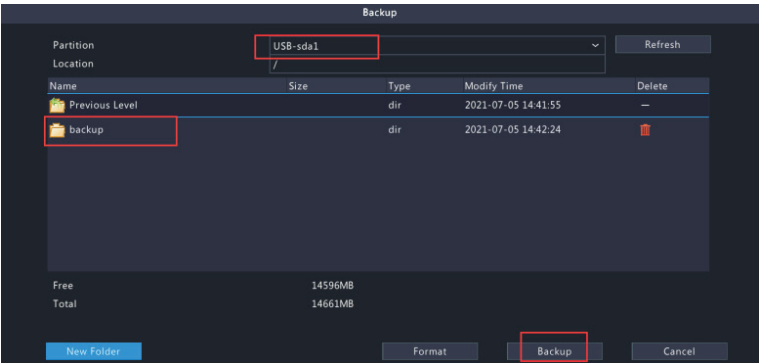 Backup
Partition USB-sda1 Refresh
Location /
Name Size Type Modify Time Delete
Previous Level dir 2021-07-05 14:41:55 —
backup dir 2021-07-05 14:42:24
Free 14596MB
Total 14661MB
New Folder Format Backup Cancel